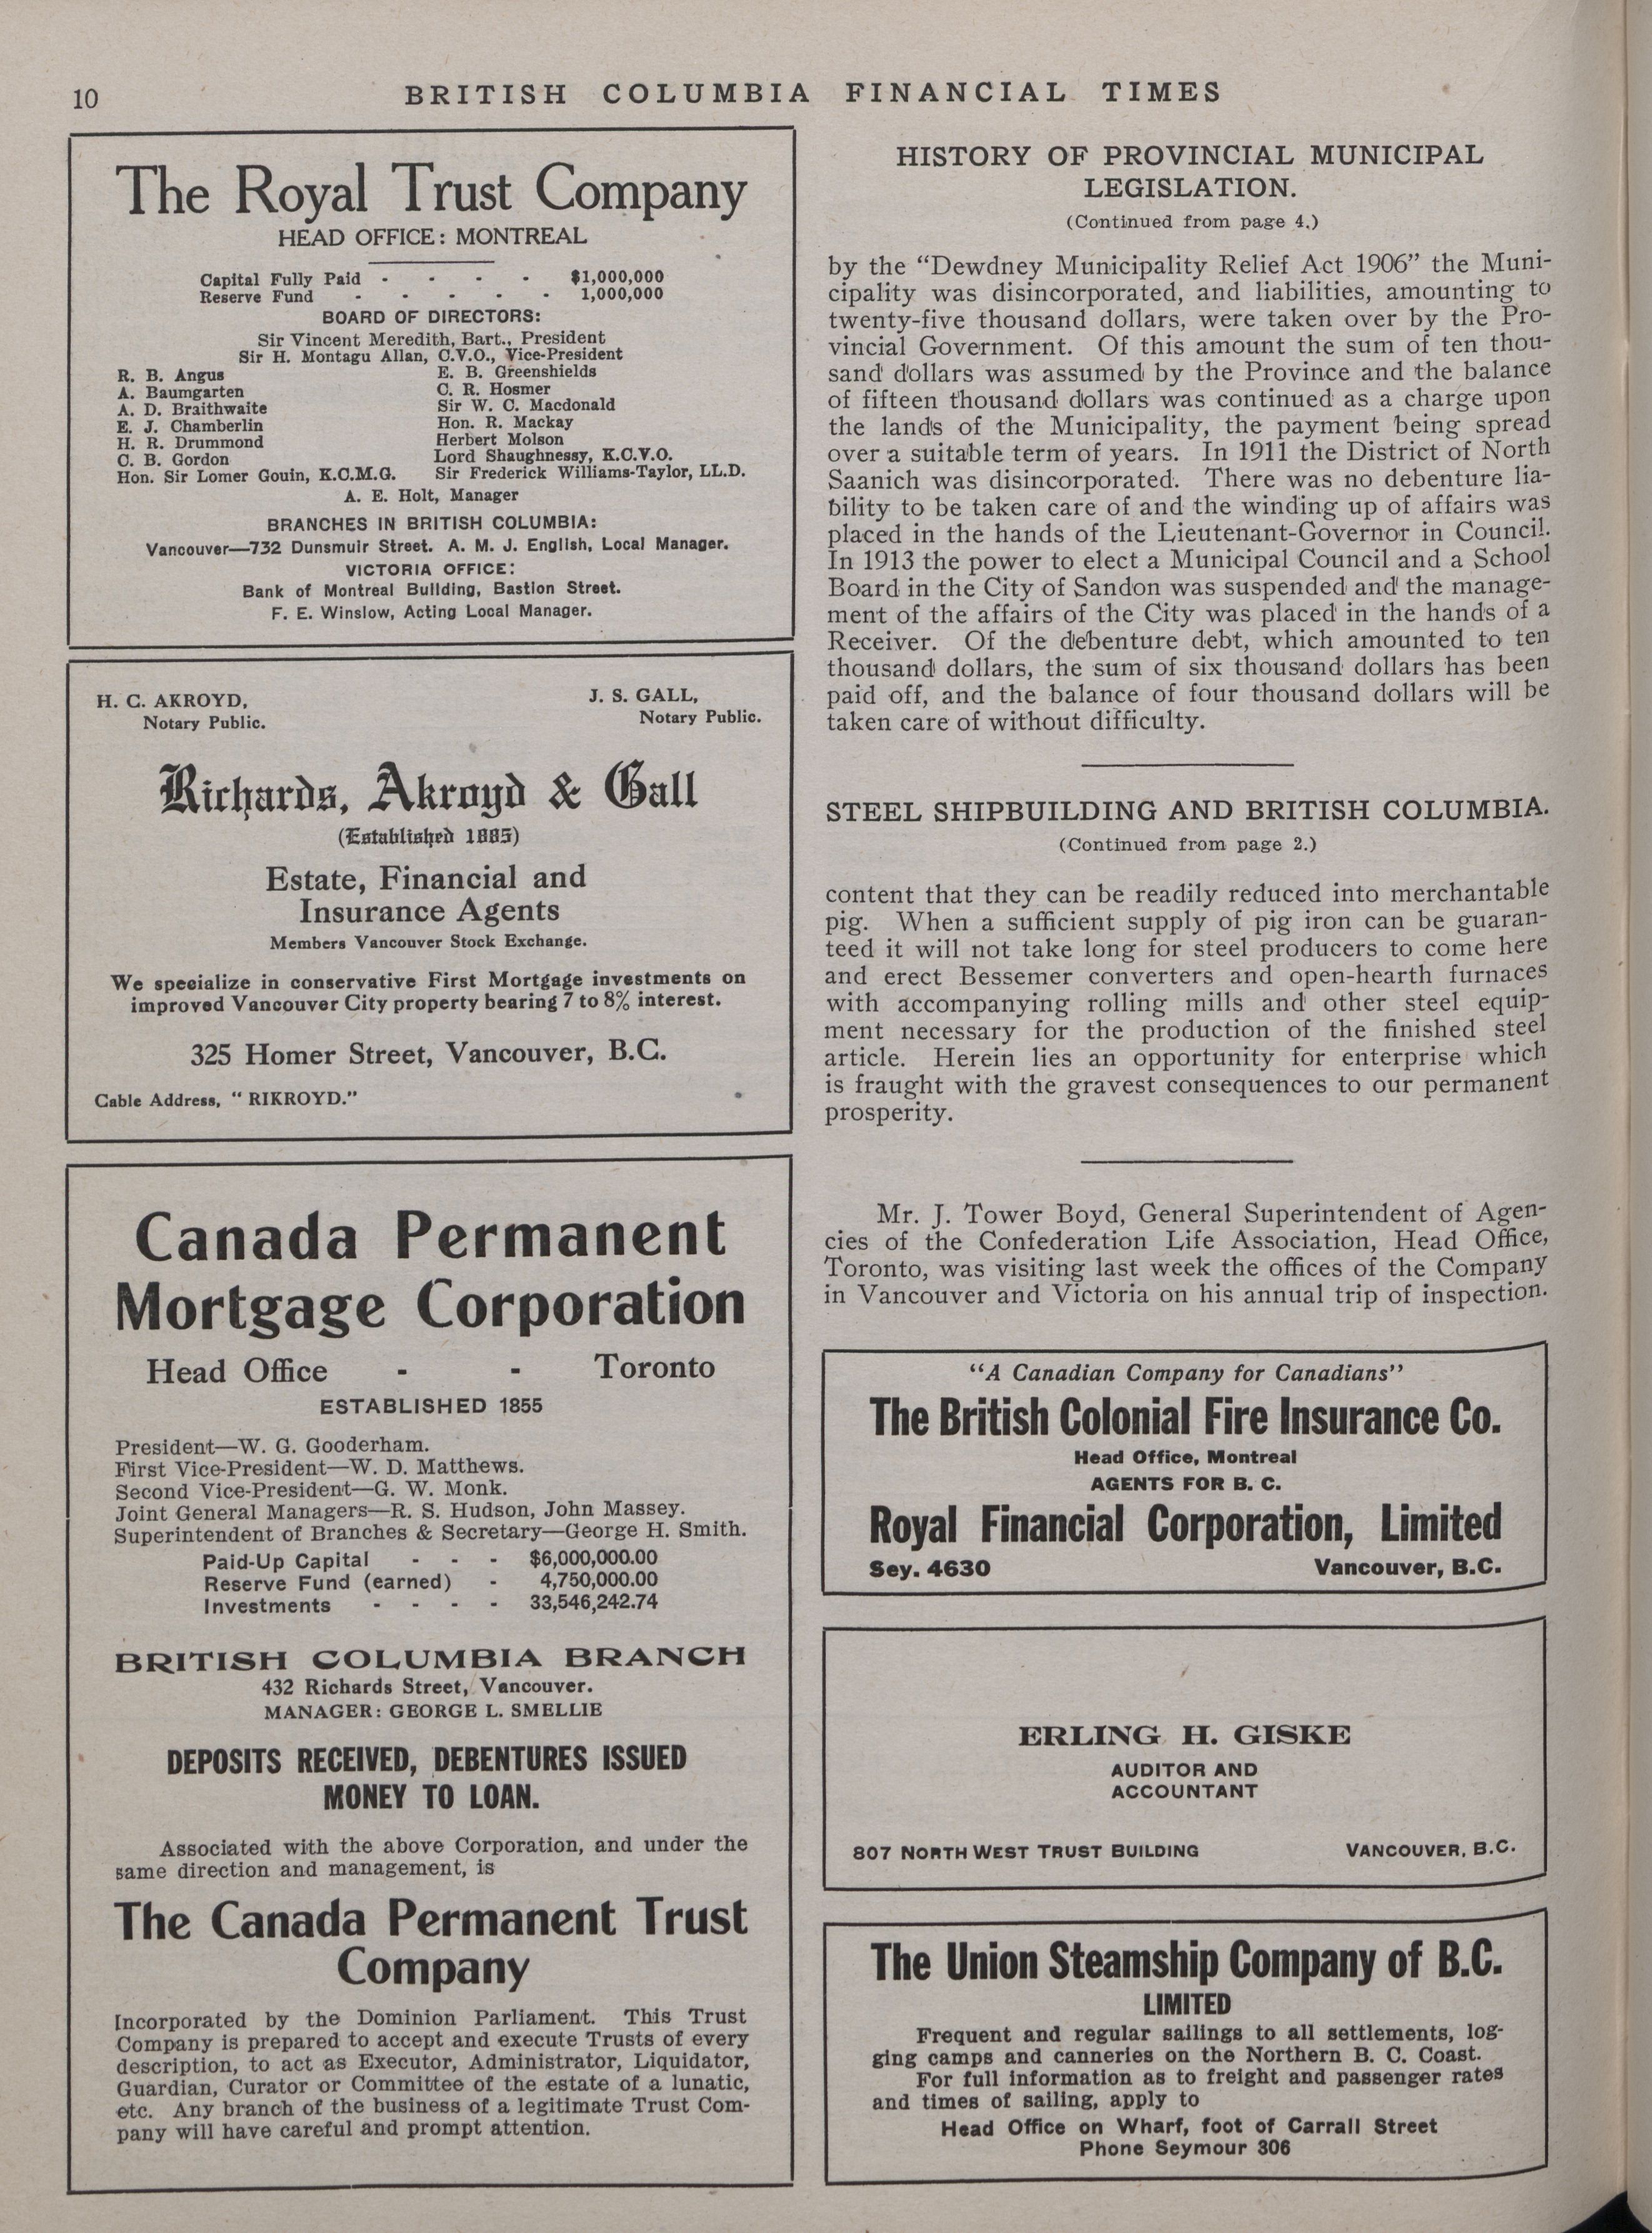 10
BRITISH COLUMBIA FINANCIAL TIMES
The Royal Trust Company
HEAD OFFICE: MONTREAL
Capital Fully Paid - - - - $1,000,000
Reserve Fund - - - - - 1,000,000
BOARD OF DIRECTORS:
Sir Vincent Meredith, Bart., President
Sir H. Montagu Allan, C.V.O., Vice-President
R. B. Angus
A. Baumgarten
A. D. Braithwaite
E. J. Chamberlin
H. R. Drummond
C. B. Gordon
Hon. Sir Lomer Gouin, K.C.M.G.
E. B. Greenshields
C. R. Hosmer
Sir W. C. Macdonald
Hon. R. Mackay
Herbert Molson
Lord Shaughnessy, K.C.V.O.
Sir Frederick Williams-Taylor, LL.D.
A. E. Holt, Manager
BRANCHES IN BRITISH COLUMBIA:
Vancouver—732 Dunsmuir Street. A. M. J. English, Local Manager.
VICTORIA OFFICE:
Bank of Montreal Building, Bastion Street.
F. E. Winslow, Acting Local Manager.
H. C. AKROYD,
Notary Public.
J. S. GALL,
Notary Public.
Richards, Akroyd & Gall
(Established 1885)
Estate, Financial and
Insurance Agents
Members Vancouver Stock Exchange.
We specialize in conservative First Mortgage investments on
improved Vancouver City property bearing 7 to 8% interest.
325 Homer Street, Vancouver, B.C.
Cable Address, "RIKROYD."
Canada Permanent
Mortgage Corporation
Head Office - - Toronto
ESTABLISHED 1855
President—W. G. Gooderham.
First Vice-President—W. D. Matthews.
Second Vice-President—G. W. Monk.
Joint General Managers—R. S. Hudson, John Massey.
Superintendent of Branches & Secretary—George H. Smith.
Paid-Up Capital - - - $6,000,000.00
Reserve Fund (earned) - 4,750,000.00
Investments - - - - 33,546,242.74
BRITISH COLUMBIA BRANCH
432 Richards Street, Vancouver.
MANAGER: GEORGE L. SMELLIE
DEPOSITS RECEIVED, DEBENTURES ISSUED
MONEY TO LOAN.
Associated with the above Corporation, and under the
same direction and management, is
The Canada Permanent Trust
Company
Incorporated by the Dominion Parliament. This Trust
Company is prepared to accept and execute Trusts of every
description, to act as Executor, Administrator, Liquidator,
Guardian, Curator or Committee of the estate of a lunatic,
etc. Any branch of the business of a legitimate Trust Com-
pany will have careful and prompt attention.
HISTORY OF PROVINCIAL MUNICIPAL
LEGISLATION.
(Continued from page 4.)
by the "Dewdney Municipality Relief Act 1906" the Muni-
cipality was disincorporated, and liabilities, amounting to
twenty-five thousand dollars, were taken over by the Pro-
vincial Government. Of this amount the sum of ten thou-
sand dollars was assumed by the Province and the balance
of fifteen thousand dollars was continued as a charge upon
the lands of the Municipality, the payment being spread
over a suitable term of years. In 1911 the District of North
Saanich was disincorporated. There was no debenture lia-
bility to be taken care of and the winding up of affairs was
placed in the hands of the Lieutenant-Governor in Council.
In 1913 the power to elect a Municipal Council and a School
Board in the City of Sandon was suspended and the manage-
ment of the affairs of the City was placed in the hands of a
Receiver. Of the debenture debt, which amounted to ten
thousand dollars, the sum of six thousand dollars has been
paid off, and the balance of four thousand dollars will be
taken care of without difficulty.
STEEL SHIPBUILDING AND BRITISH COLUMBIA.
(Continued from page 2.)
content that they can be readily reduced into merchantable
pig. When a sufficient supply of pig iron can be guaran-
teed it will not take long for steel producers to come here
and erect Bessemer converters and open-hearth furnaces
with accompanying rolling mills and other steel equip-
ment necessary for the production of the finished steel
article. Herein lies an opportunity for enterprise which
is fraught with the gravest consequences to our permanent
prosperity.
Mr. J. Tower Boyd, General Superintendent of Agen-
cies of the Confederation Life Association, Head Office,
Toronto, was visiting last week the offices of the Company
in Vancouver and Victoria on his annual trip of inspection.
"A Canadian Company for Canadians"
The British Colonial Fire Insurance Co.
Head Office, Montreal
AGENTS FOR B. C.
Royal Financial Corporation, Limited
Sey. 4630 Vancouver, B.C.
ERLING H. GISKE
AUDITOR AND
ACCOUNTANT
807 NORTH WEST TRUST BUILDING VANCOUVER, B.C.
The Union Steamship Company of B.C.
LIMITED
Frequent and regular sailings to all settlements, log-
ging camps and canneries on the Northern B. C. Coast.
For full information as to freight and passenger rates
and times of sailing, apply to
Head Office on Wharf, foot of Carrall Street
Phone Seymour 306